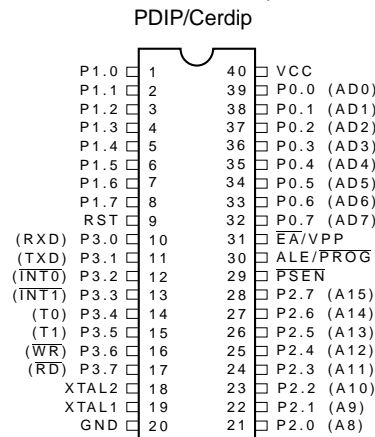 PDIP/Cerdip
P1.0 1 40 VCC
P1.1 2 39 P0.0 (AD0)
P1.2 3 38 P0.1 (AD1)
P1.3 4 37 P0.2 (AD2)
P1.4 5 36 P0.3 (AD3)
P1.5 6 35 P0.4 (AD4)
P1.6 7 34 P0.5 (AD5)
P1.7 8 33 P0.6 (AD6)
RST 9 32 P0.7 (AD7)
(RXD) P3.0 10 31 EA/VPP
(TXD) P3.1 11 30 ALE/PROG
(INT0) P3.2 12 29 PSEN
(INT1) P3.3 13 28 P2.7 (A15)
(T0) P3.4 14 27 P2.6 (A14)
(T1) P3.5 15 26 P2.5 (A13)
(WR) P3.6 16 25 P2.4 (A12)
(RD) P3.7 17 24 P2.3 (A11)
XTAL2 18 23 P2.2 (A10)
XTAL1 19 22 P2.1 (A9)
GND 20 21 P2.0 (A8)